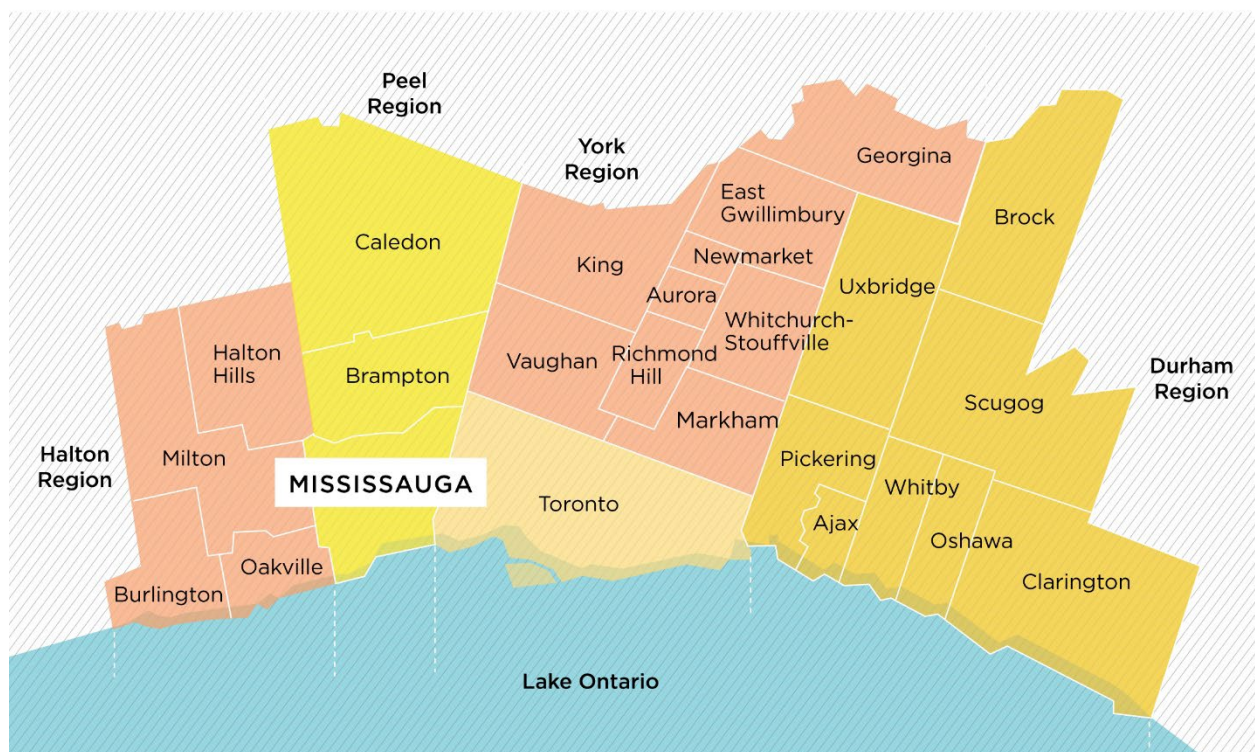 Peel
Region
York
Region
Georgina
East
Gwillimbury
Brock
Caledon
King
Newmarket
Uxbridge
Aurora
Whitchurch-
Stouffville
Halton
Hills
Vaughan
Richmond
Hill
Brampton
Durham
Region
Scugog
Markham
Halton
Region
Milton
MISSISSAUGA
Pickering
Whitby
Toronto
Ajax
Oshawa
Oakville
Burlington
Clarington
Lake Ontario